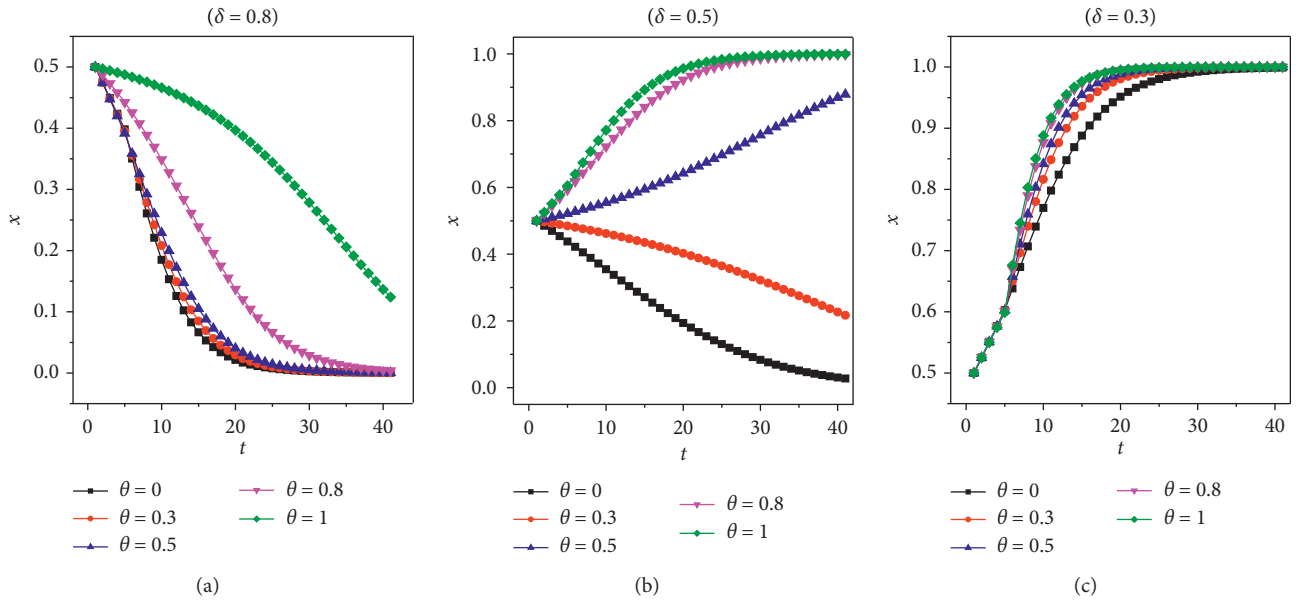 (δ = 0.8)
0.5
0.4
0.3
0.2
0.1
0.0
x
0 10 20 30 40
t
θ = 0
θ = 0.3
θ = 0.5
θ = 0.8
θ = 1
(a)
(δ = 0.5)
1.0
0.8
0.6
0.4
0.2
0.0
x
0 10 20 30 40
t
θ = 0
θ = 0.3
θ = 0.5
θ = 0.8
θ = 1
(b)
(δ = 0.3)
1.0
0.9
0.8
0.7
0.6
0.5
x
0 10 20 30 40
t
θ = 0
θ = 0.3
θ = 0.5
θ = 0.8
θ = 1
(c)